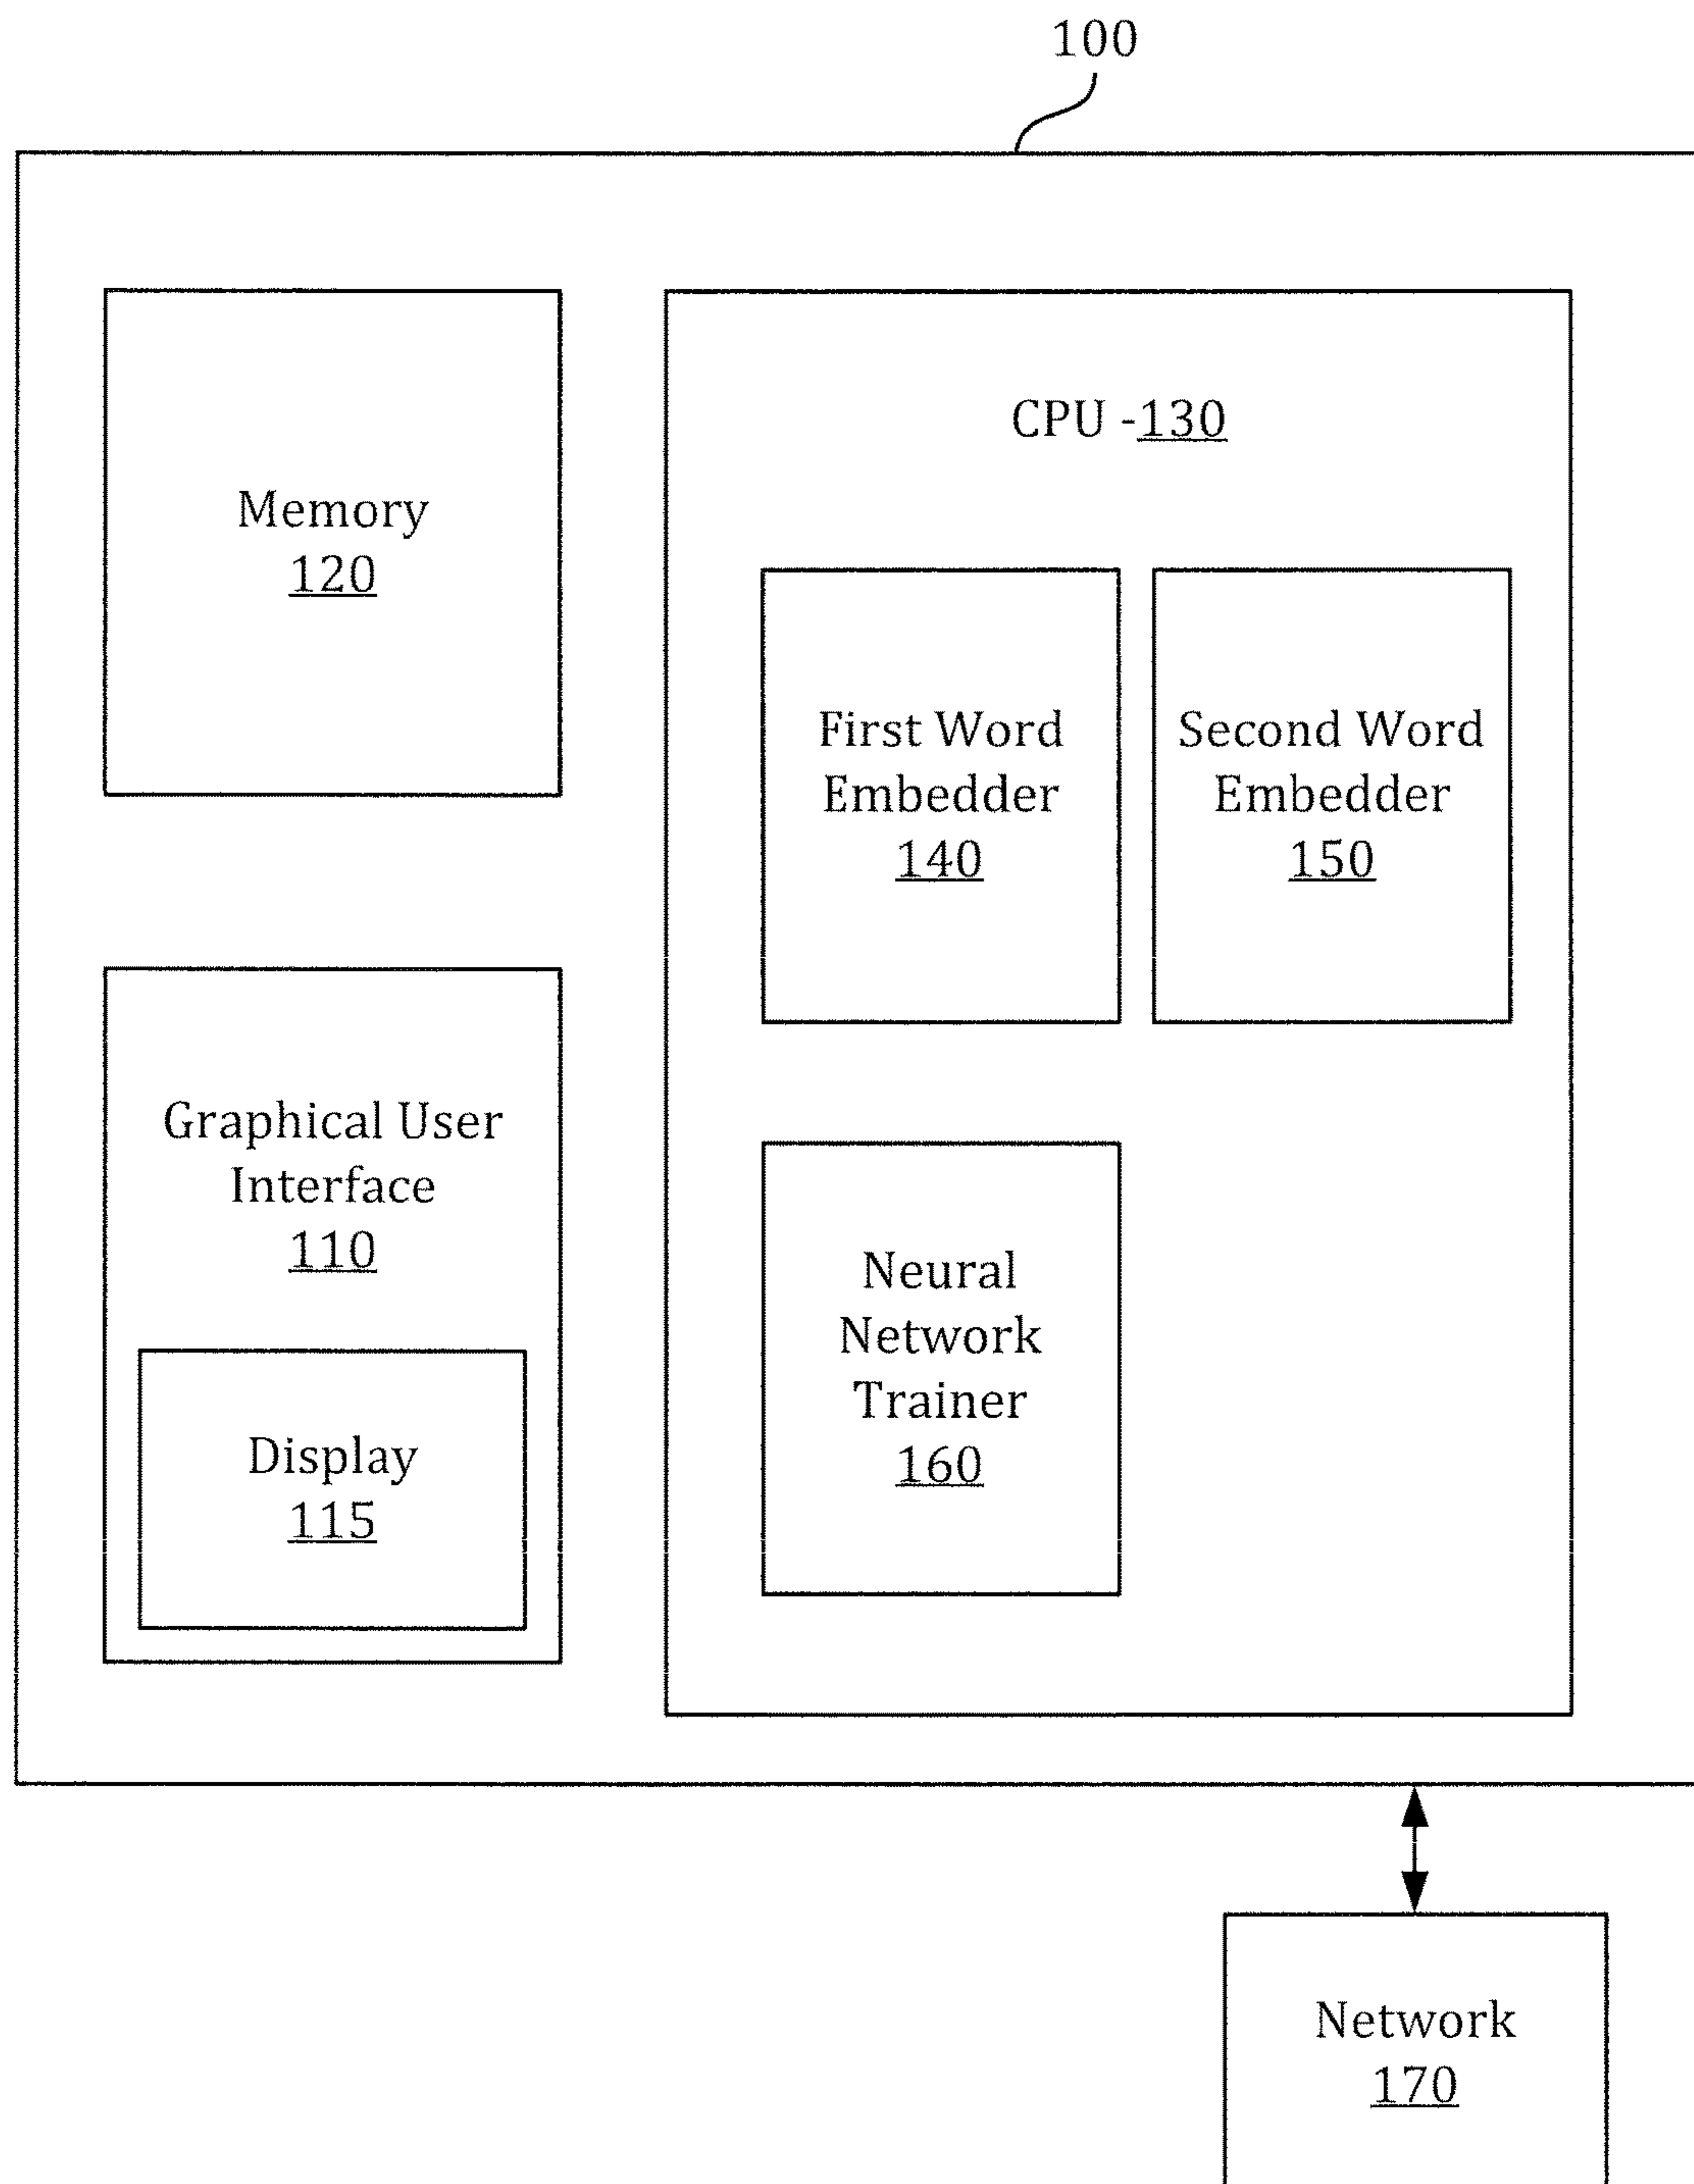 100
Memory
120
CPU -130
First Word
Embedder
140
Second Word
Embedder
150
Graphical User
Interface
110
Display
115
Neural
Network
Trainer
160
Network
170